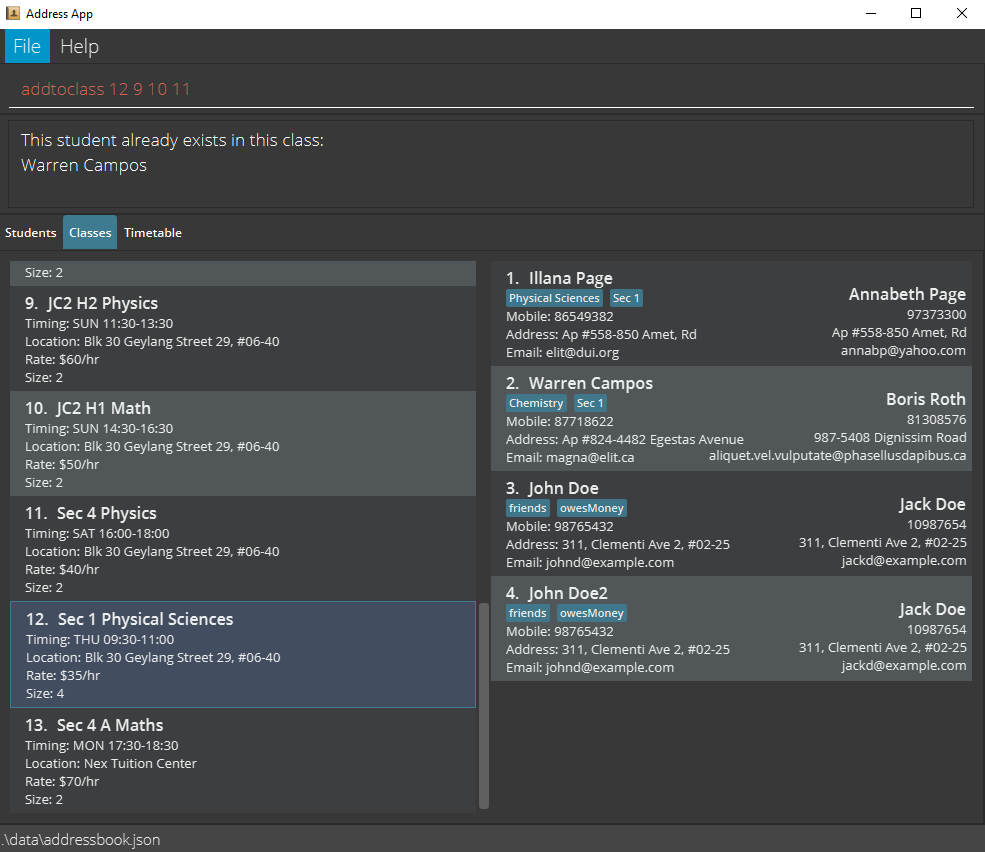 Address App
File Help
addtoclass 12 9 10 11
This student already exists in this class:
Warren Campos
Students Classes Timetable
Size: 2
9. JC2 H2 Physics
Timing: SUN 11:30-13:30
Location: Blk 30 Geylang Street 29, #06-40
Rate: $60/hr
Size: 2
10. JC2 H1 Math
Timing: SUN 14:30-16:30
Location: Blk 30 Geylang Street 29, #06-40
Rate: $50/hr
Size: 2
11. Sec 4 Physics
Timing: SAT 16:00-18:00
Location: Blk 30 Geylang Street 29, #06-40
Rate: $40/hr
Size: 2
12. Sec 1 Physical Sciences
Timing: THU 09:30-11:00
Location: Blk 30 Geylang Street 29, #06-40
Rate: $35/hr
Size: 4
13. Sec 4 A Maths
Timing: MON 17:30-18:30
Location: Nex Tuition Center
Rate: $70/hr
Size: 2
1. Illana Page
Physical Sciences Sec 1
Mobile: 86549382
Address: Ap #558-850 Amet, Rd
Email: elit@dui.org
Annabeth Page
97373300
Ap #558-850 Amet, Rd
annabp@yahoo.com
2. Warren Campos
Chemistry Sec 1
Mobile: 87718622
Address: Ap #824-4482 Egestas Avenue
Email: magna@elit.ca
Boris Roth
81308576
987-5408 Dignissim Road
aliquet.vel.vulputate@phasellusdapibus.ca
3. John Doe
friends owesMoney
Mobile: 98765432
Address: 311, Clementi Ave 2, #02-25
Email: johnd@example.com
Jack Doe
10987654
311, Clementi Ave 2, #02-25
jackd@example.com
4. John Doe2
friends owesMoney
Mobile: 98765432
Address: 311, Clementi Ave 2, #02-25
Email: johnd@example.com
Jack Doe
10987654
311, Clementi Ave 2, #02-25
jackd@example.com
.\data\addressbook.json